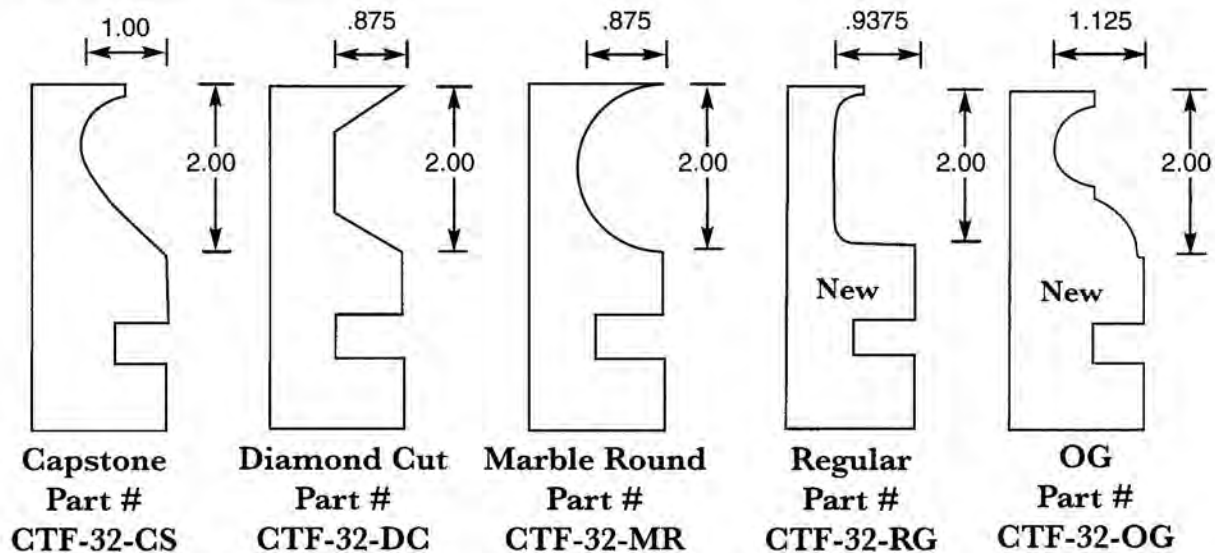 1.00
.875
.875
.9375
1.125
2.00
2.00
2.00
2.00
2.00
New
New
Capstone
Part #
CTF-32-CS
Diamond Cut
Part #
CTF-32-DC
Marble Round
Part #
CTF-32-MR
Regular
Part #
CTF-32-RG
OG
Part #
CTF-32-OG